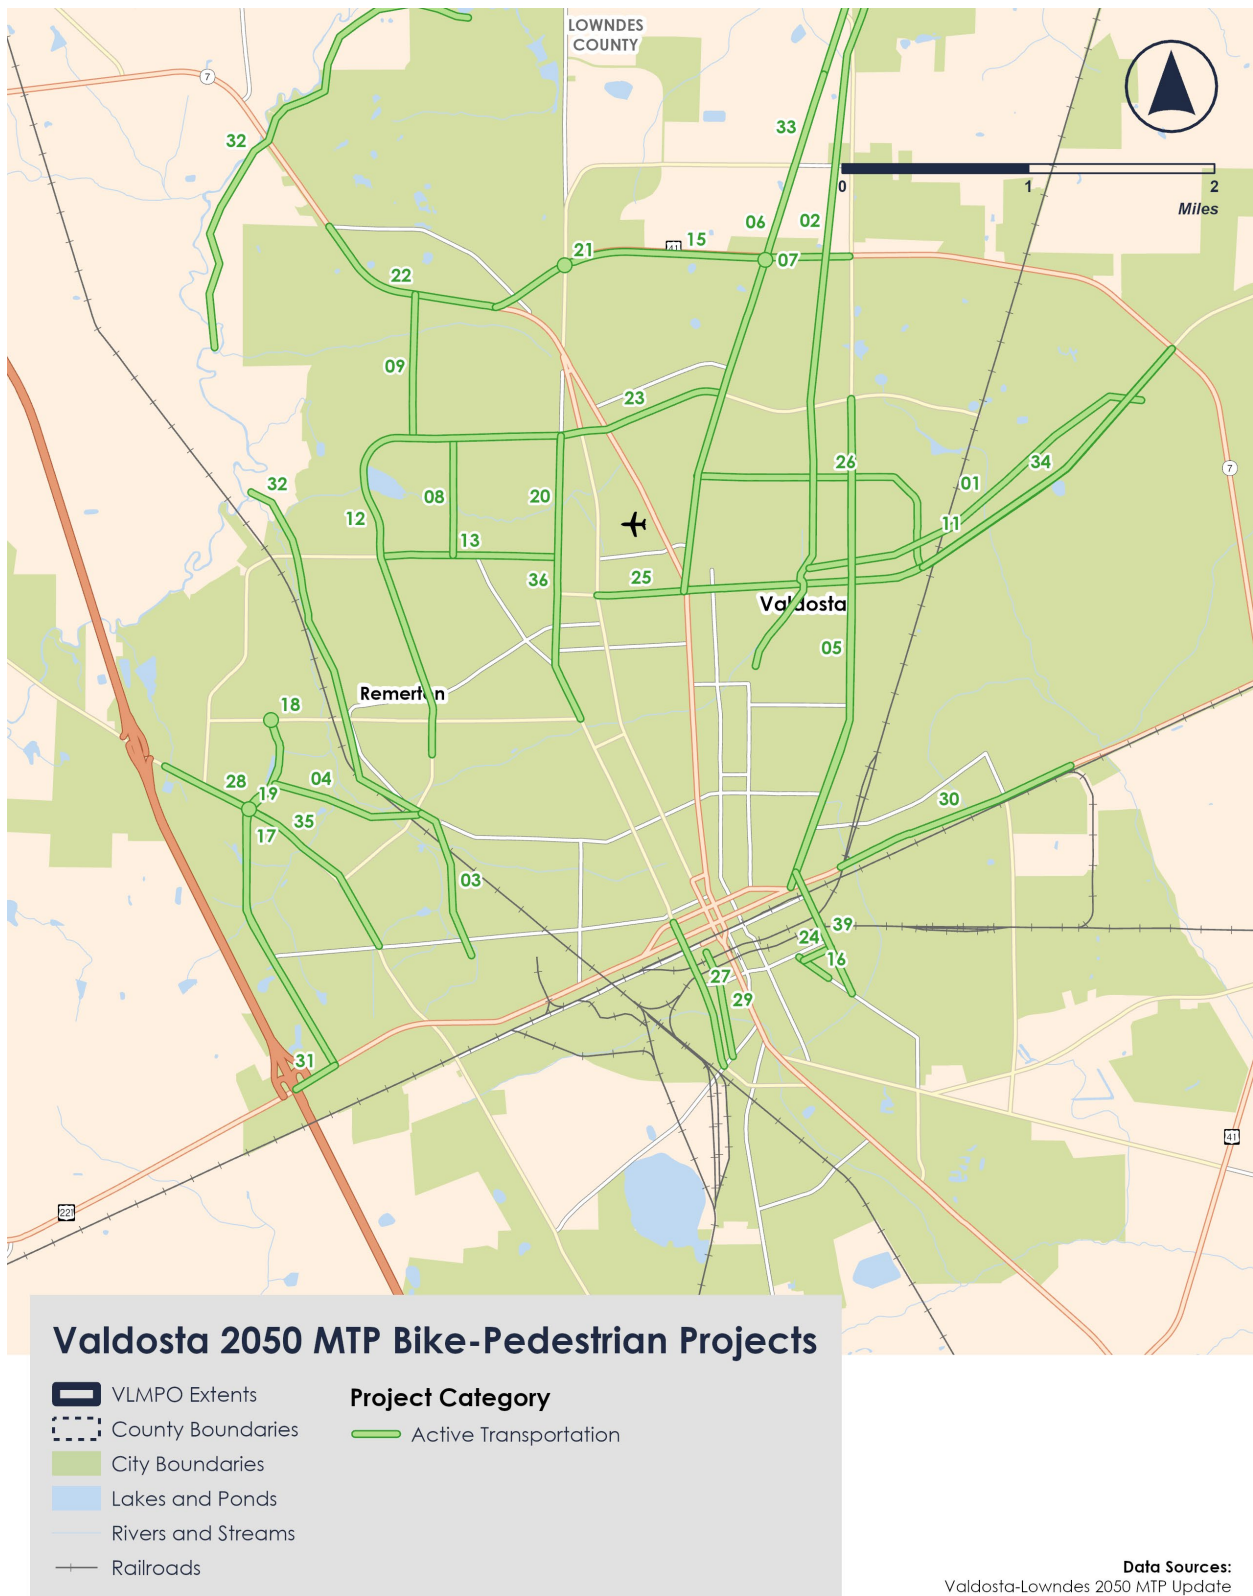 LOWNDES
COUNTY
7
32
33
0
1
2
Miles
06
02
41
15
21
07
22
09
23
26
34
01
32
08
20
12
11
13
36
25
Valdosta
05
Remerton
18
28
19
04
35
17
30
03
39
24
16
27
29
31
7
41
221
Valdosta 2050 MTP Bike-Pedestrian Projects
VLMPO Extents
County Boundaries
City Boundaries
Lakes and Ponds
Rivers and Streams
Railroads
Project Category
Active Transportation
Data Sources:
Valdosta-Lowndes 2050 MTP Update